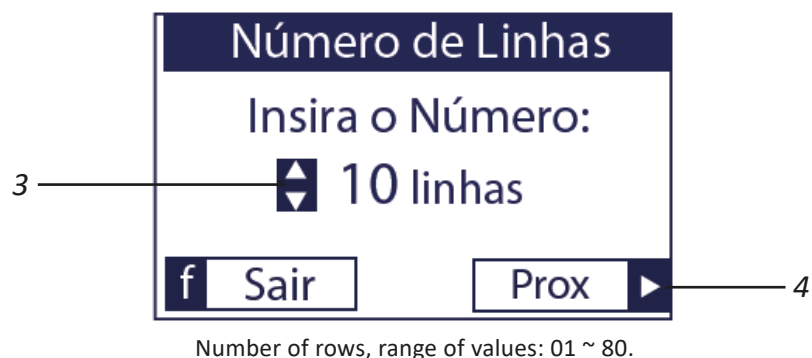 Número de Linhas
Insira o Número:
3
10 linhas
f Sair
Prox
4
Number of rows, range of values: 01 ~ 80.